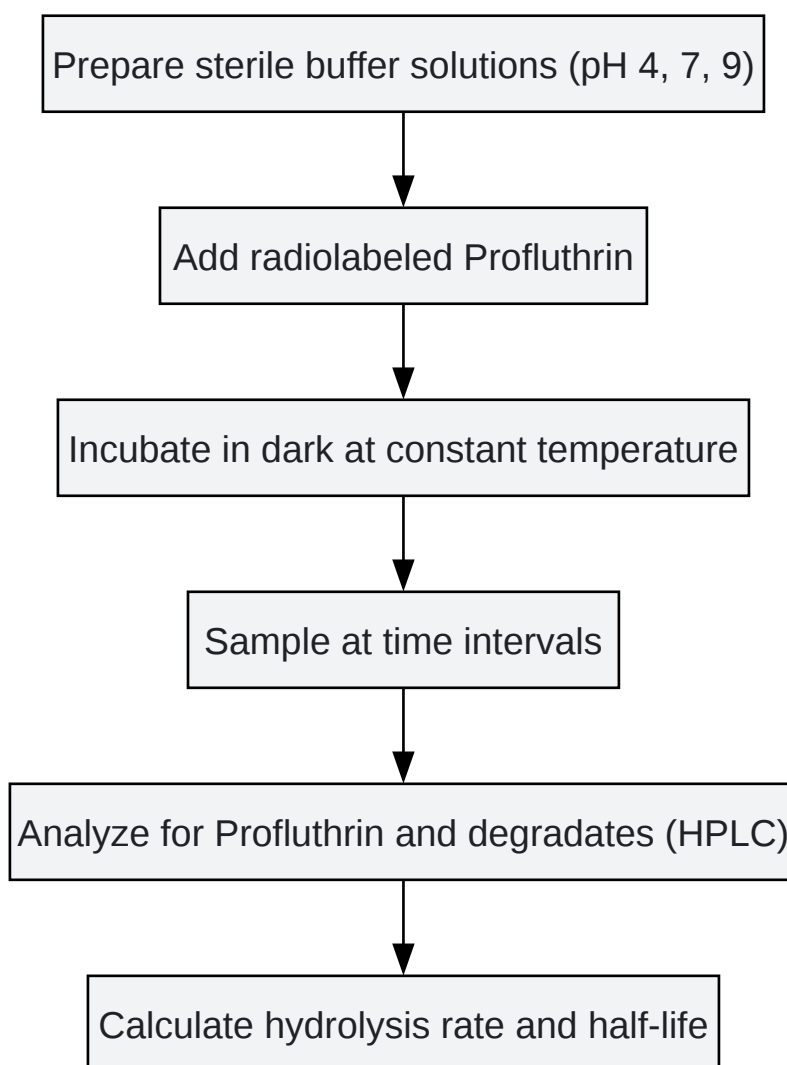 Prepare sterile buffer solutions (pH 4, 7, 9)
Add radiolabeled Profluthrin
Incubate in dark at constant temperature
Sample at time intervals
Analyze for Profluthrin and degradates (HPLC)
Calculate hydrolysis rate and half-life